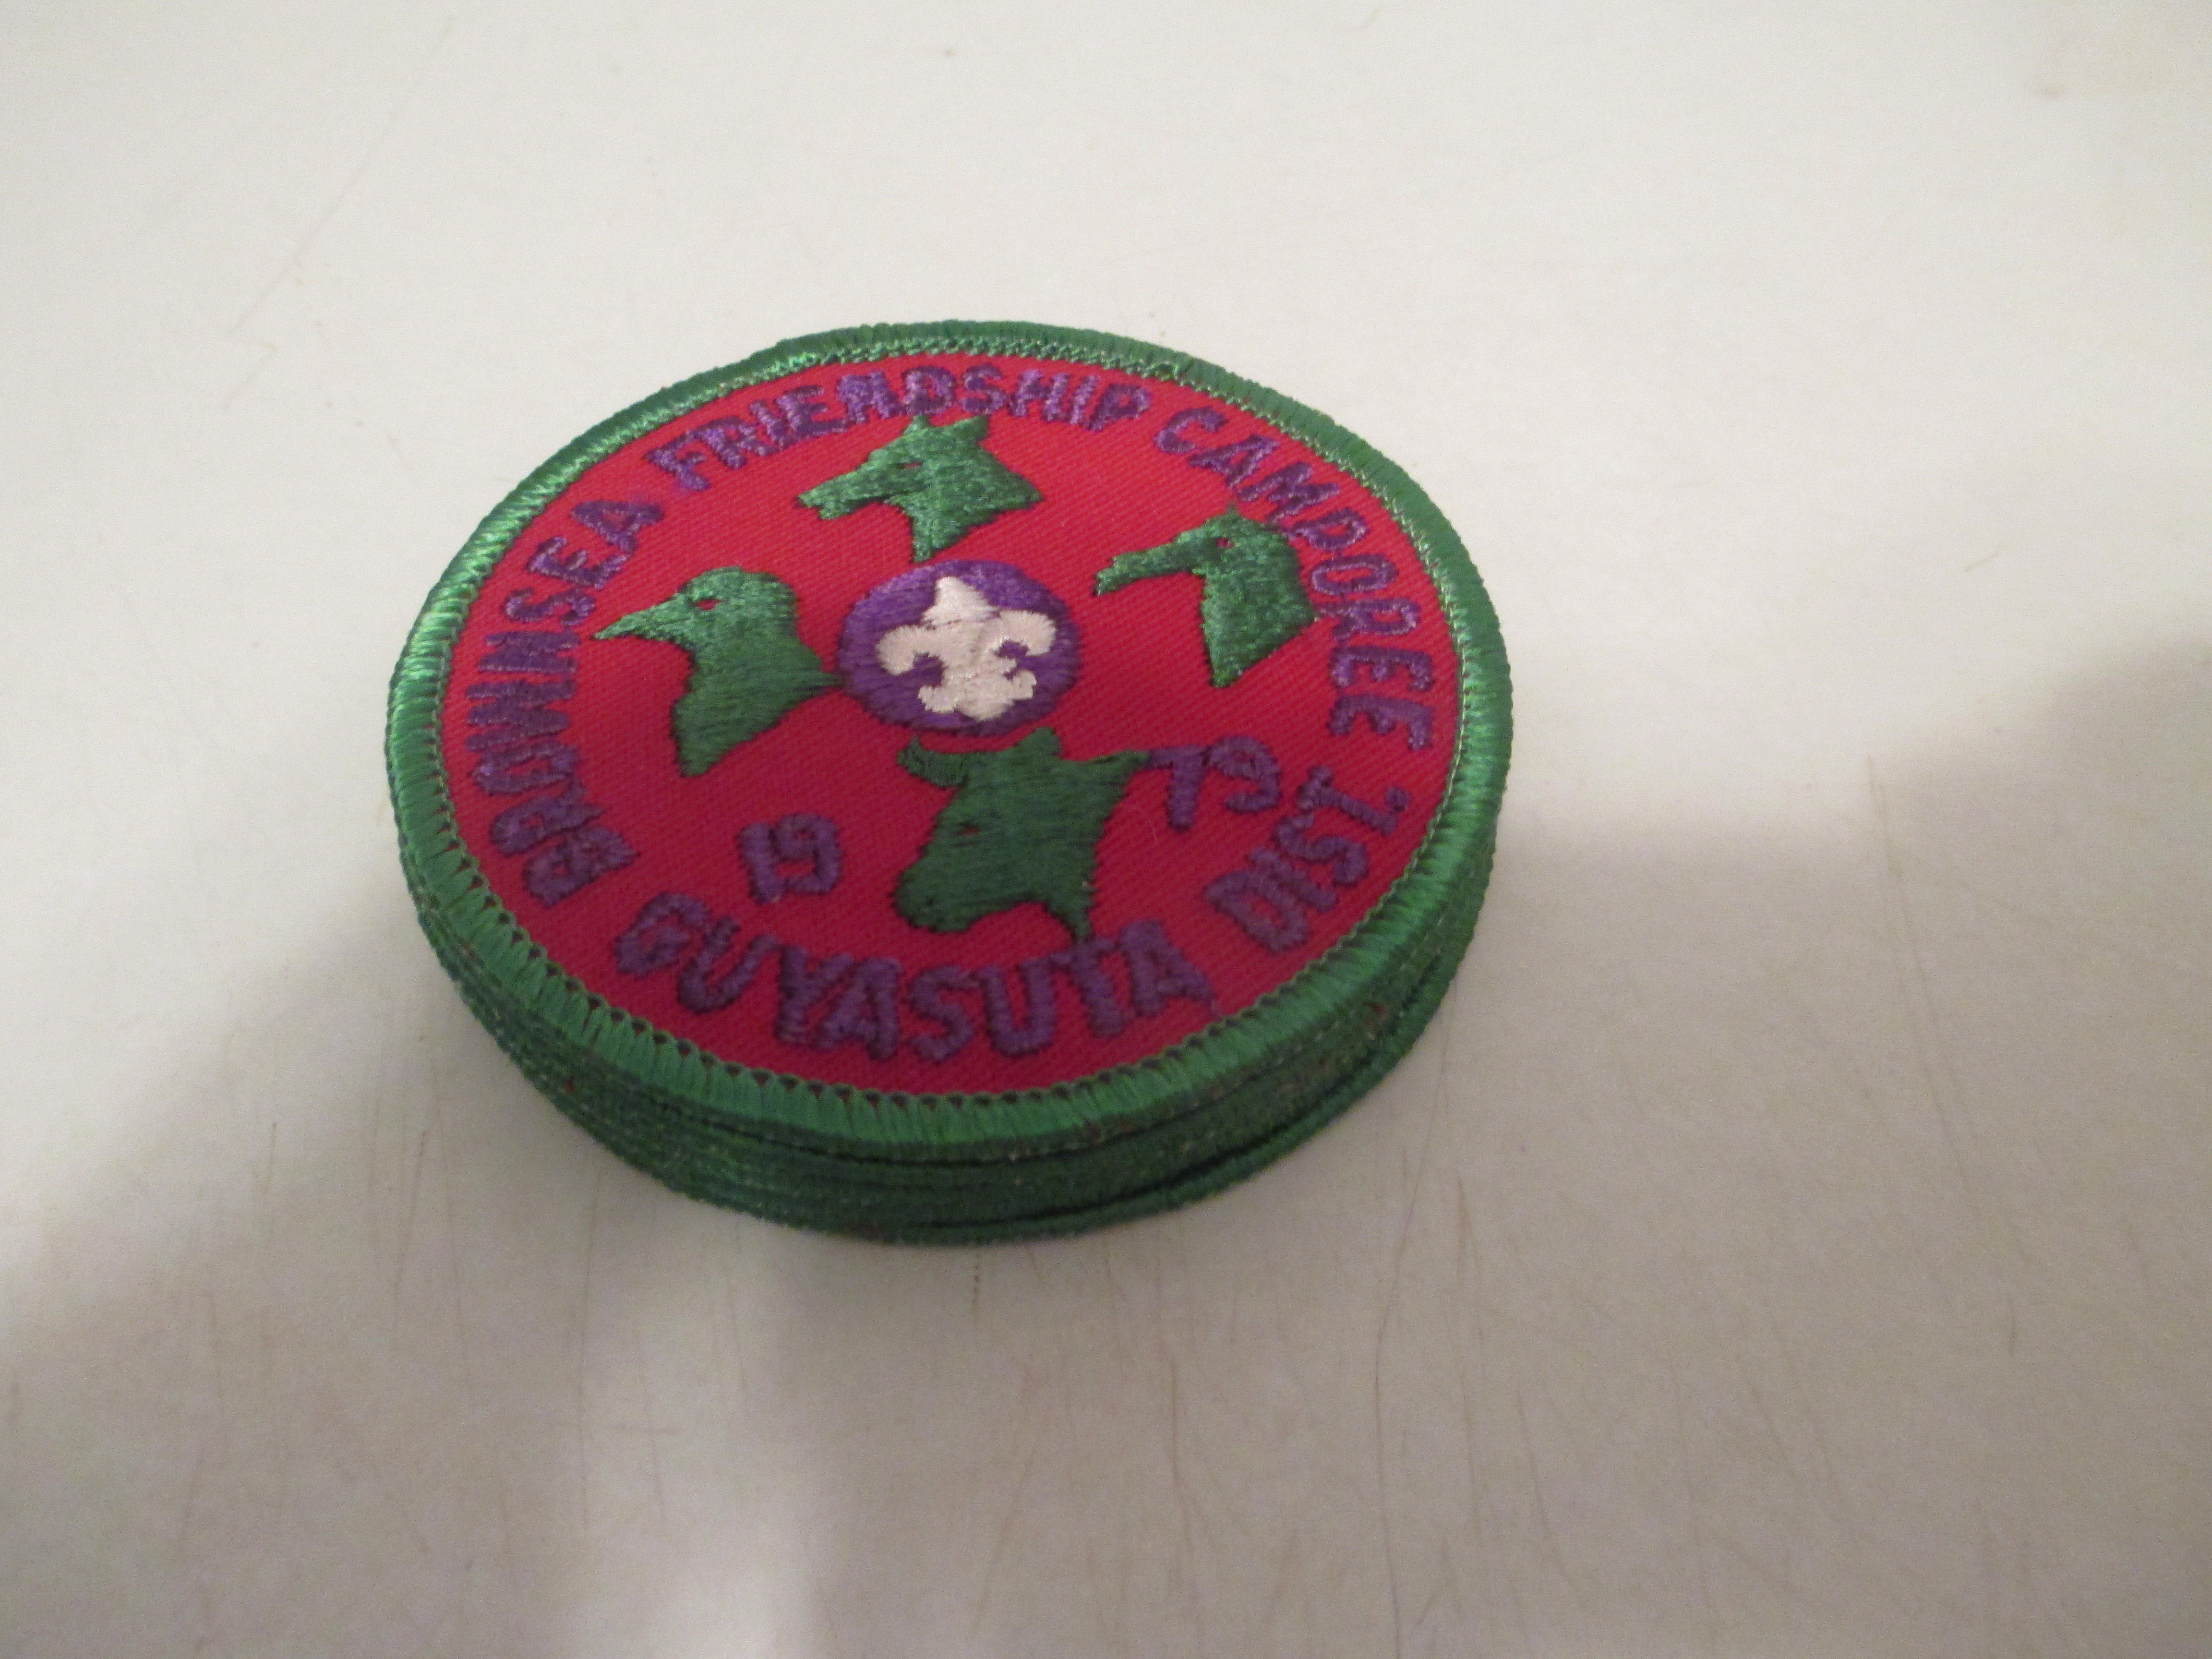 BROWNSEA FRIENDSHIP CAMPOREE
19 79
GUYASUTA DIST.